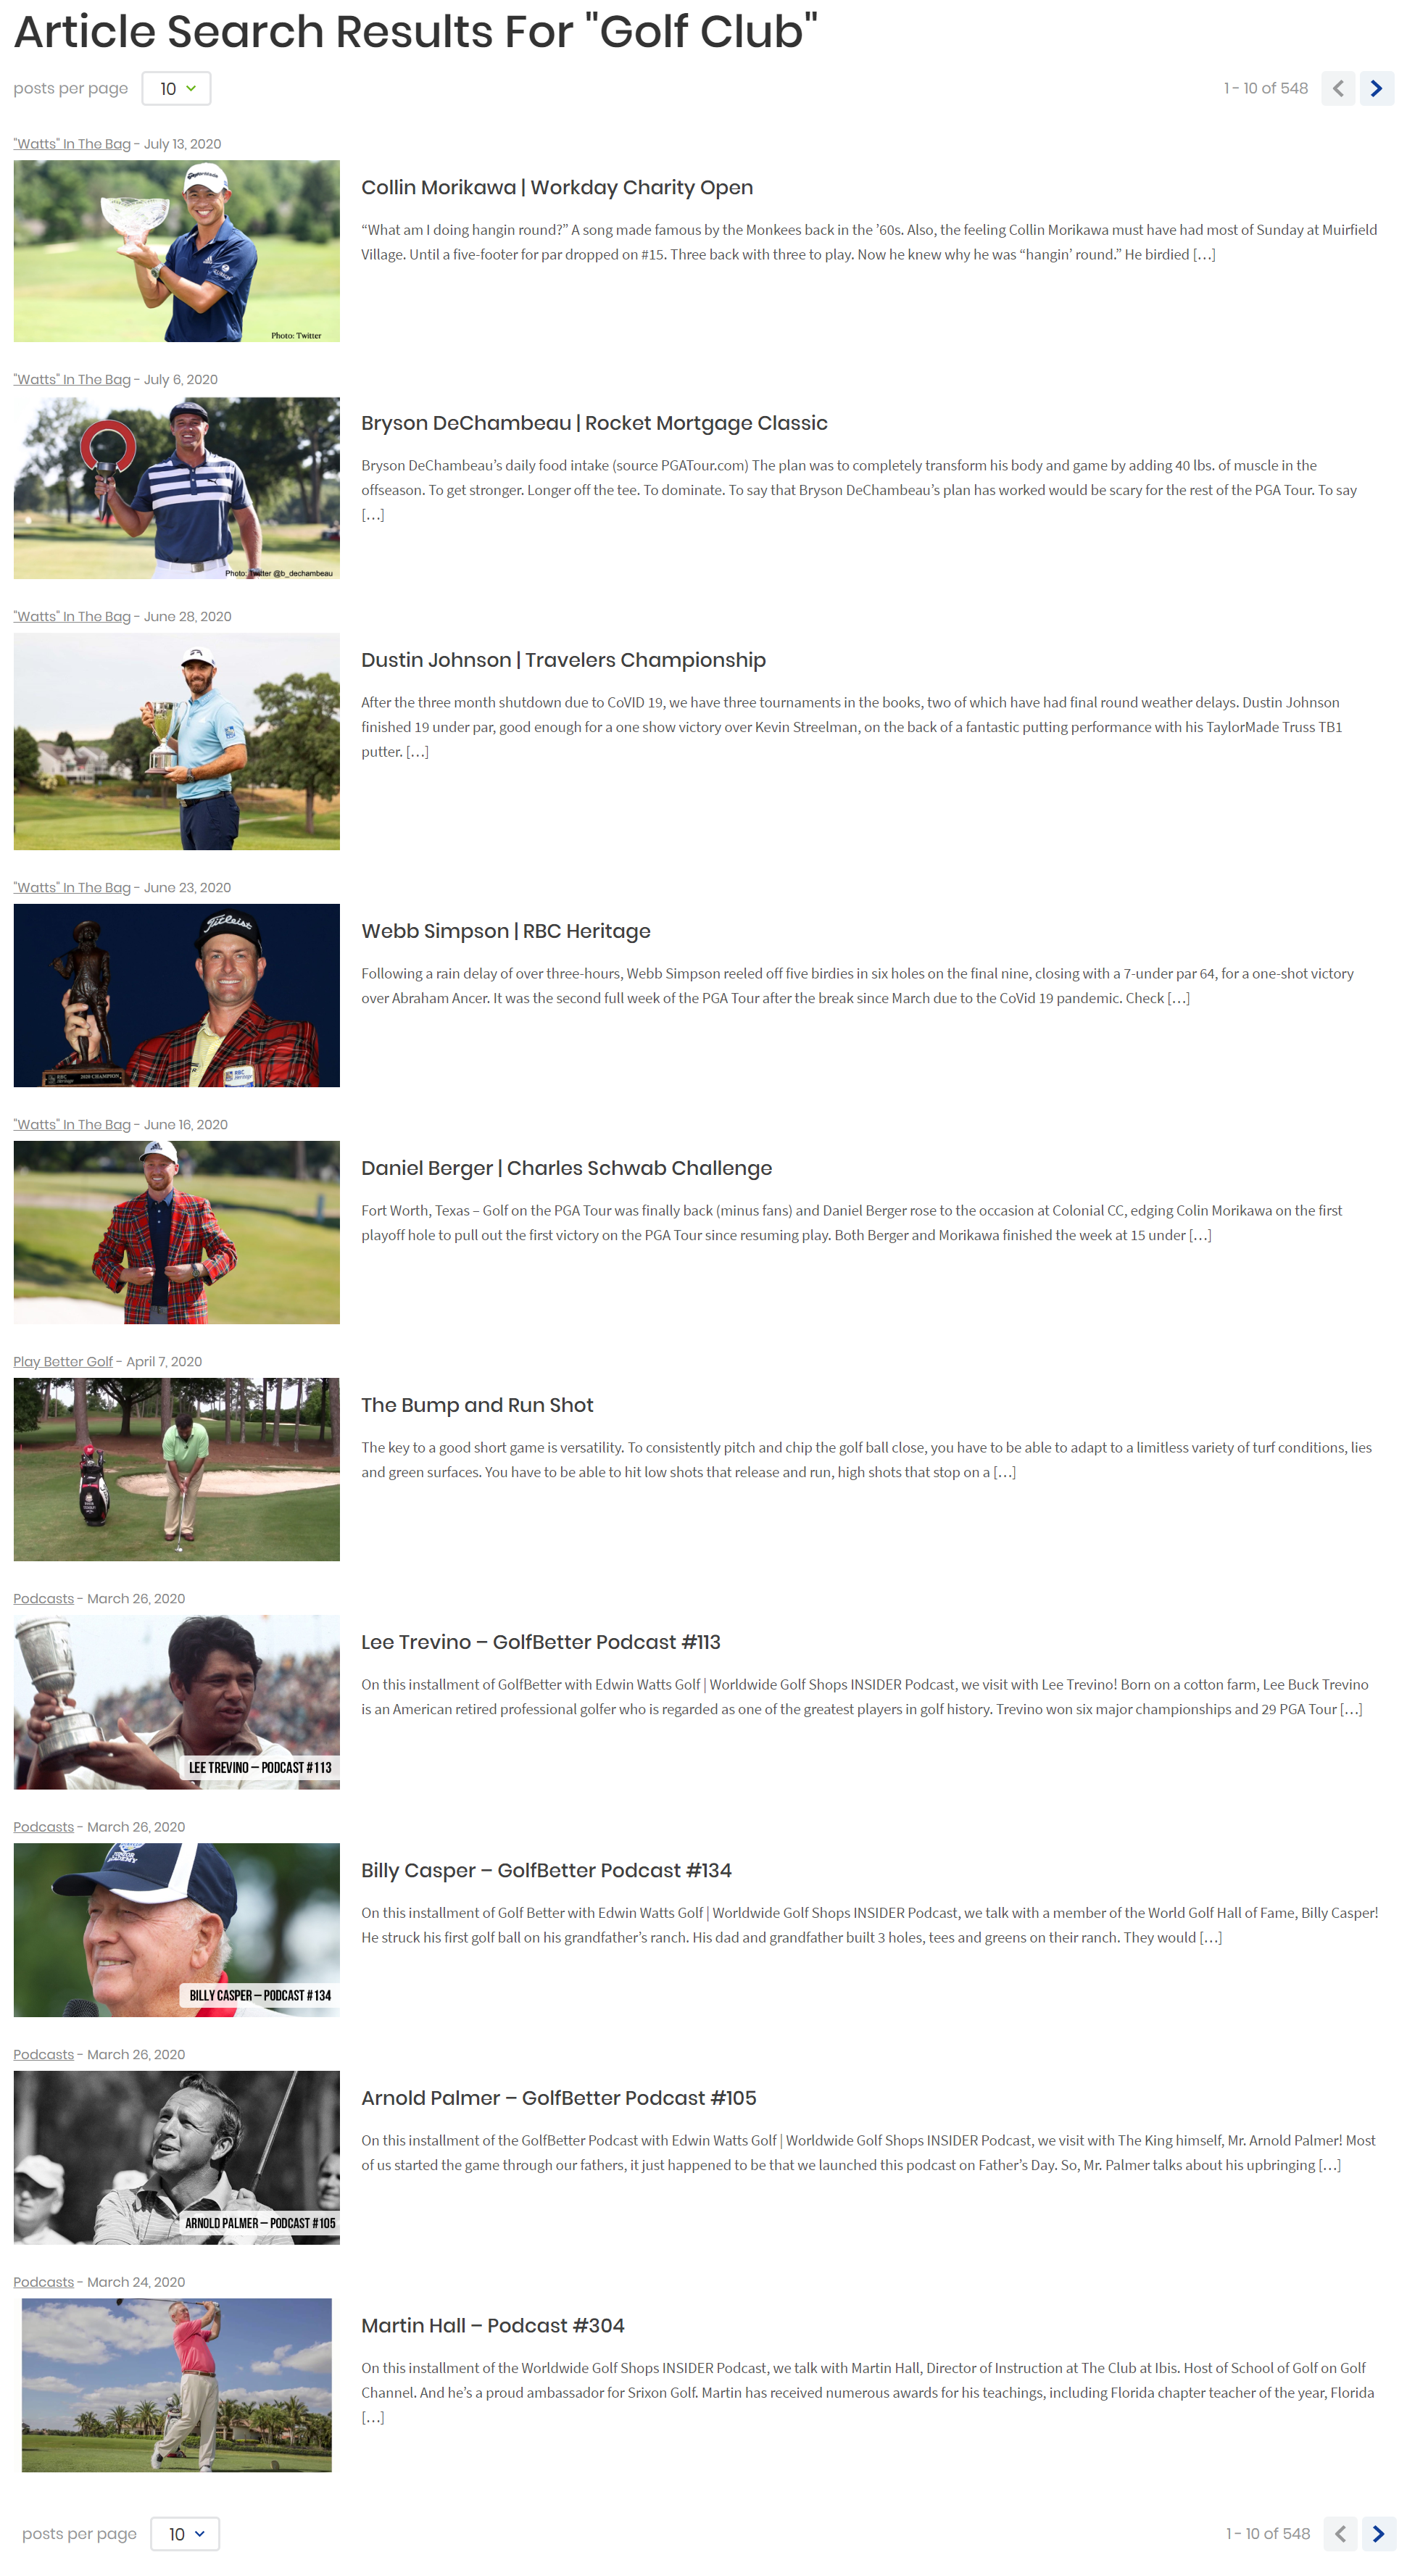 Article Search Results For "Golf Club"
posts per page 10
1 - 10 of 548
"Watts" In The Bag - July 13, 2020
Photo: Twitter
Collin Morikawa | Workday Charity Open
“What am I doing hangin round?” A song made famous by the Monkees back in the ’60s. Also, the feeling Collin Morikawa must have had most of Sunday at Muirfield
Village. Until a five-footer for par dropped on #15. Three back with three to play. Now he knew why he was “hangin’ round.” He birdied […]
"Watts" In The Bag - July 6, 2020
Photo: Twitter @b_dechambeau
Bryson DeChambeau | Rocket Mortgage Classic
Bryson DeChambeau’s daily food intake (source PGATour.com) The plan was to completely transform his body and game by adding 40 lbs. of muscle in the
offseason. To get stronger. Longer off the tee. To dominate. To say that Bryson DeChambeau’s plan has worked would be scary for the rest of the PGA Tour. To say
[…]
"Watts" In The Bag - June 28, 2020
Dustin Johnson | Travelers Championship
After the three month shutdown due to CoVID 19, we have three tournaments in the books, two of which have had final round weather delays. Dustin Johnson
finished 19 under par, good enough for a one show victory over Kevin Streelman, on the back of a fantastic putting performance with his TaylorMade Truss TB1
putter. […]
"Watts" In The Bag - June 23, 2020
Titleist
Webb Simpson | RBC Heritage
Following a rain delay of over three-hours, Webb Simpson reeled off five birdies in six holes on the final nine, closing with a 7-under par 64, for a one-shot victory
over Abraham Ancer. It was the second full week of the PGA Tour after the break since March due to the CoVid 19 pandemic. Check […]
"Watts" In The Bag - June 16, 2020
Daniel Berger | Charles Schwab Challenge
Fort Worth, Texas – Golf on the PGA Tour was finally back (minus fans) and Daniel Berger rose to the occasion at Colonial CC, edging Colin Morikawa on the first
playoff hole to pull out the first victory on the PGA Tour since resuming play. Both Berger and Morikawa finished the week at 15 under […]
Play Better Golf - April 7, 2020
The Bump and Run Shot
The key to a good short game is versatility. To consistently pitch and chip the golf ball close, you have to be able to adapt to a limitless variety of turf conditions, lies
and green surfaces. You have to be able to hit low shots that release and run, high shots that stop on a […]
Podcasts - March 26, 2020
LEE TREVINO – PODCAST #113
Lee Trevino – GolfBetter Podcast #113
On this installment of GolfBetter with Edwin Watts Golf | Worldwide Golf Shops INSIDER Podcast, we visit with Lee Trevino! Born on a cotton farm, Lee Buck Trevino
is an American retired professional golfer who is regarded as one of the greatest players in golf history. Trevino won six major championships and 29 PGA Tour […]
Podcasts - March 26, 2020
BILLY CASPER – PODCAST #134
Billy Casper – GolfBetter Podcast #134
On this installment of Golf Better with Edwin Watts Golf | Worldwide Golf Shops INSIDER Podcast, we talk with a member of the World Golf Hall of Fame, Billy Casper!
He struck his first golf ball on his grandfather’s ranch. His dad and grandfather built 3 holes, tees and greens on their ranch. They would […]
Podcasts - March 26, 2020
ARNOLD PALMER – PODCAST #105
Arnold Palmer – GolfBetter Podcast #105
On this installment of the GolfBetter Podcast with Edwin Watts Golf | Worldwide Golf Shops INSIDER Podcast, we visit with The King himself, Mr. Arnold Palmer! Most
of us started the game through our fathers, it just happened to be that we launched this podcast on Father’s Day. So, Mr. Palmer talks about his upbringing […]
Podcasts - March 24, 2020
Martin Hall – Podcast #304
On this installment of the Worldwide Golf Shops INSIDER Podcast, we talk with Martin Hall, Director of Instruction at The Club at Ibis. Host of School of Golf on Golf
Channel. And he’s a proud ambassador for Srixon Golf. Martin has received numerous awards for his teachings, including Florida chapter teacher of the year, Florida
[…]
posts per page 10
1 - 10 of 548